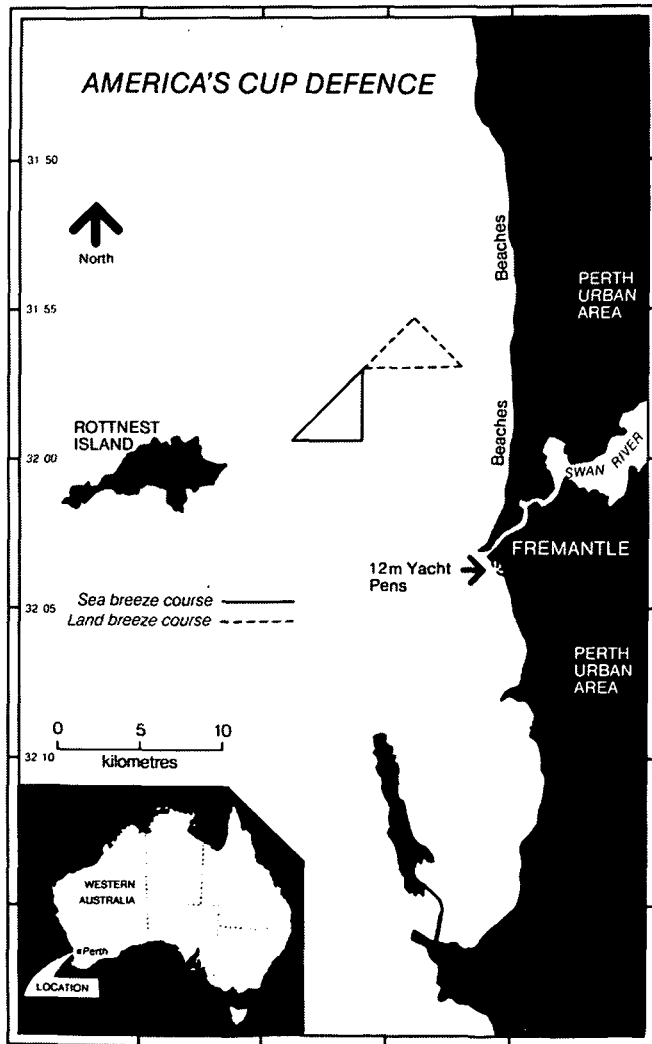 AMERICA'S CUP DEFENCE
31 50
North
Beaches
PERTH
URBAN
AREA
31 55
ROTTNEST
ISLAND
Beaches
32 00
SWAN RIVER
FREMANTLE
12m Yacht
Pens
Sea breeze course
32 05
Land breeze course
PERTH
URBAN
AREA
0 5 10
kilometres
32 10
WESTERN
AUSTRALIA
Perth
LOCATION